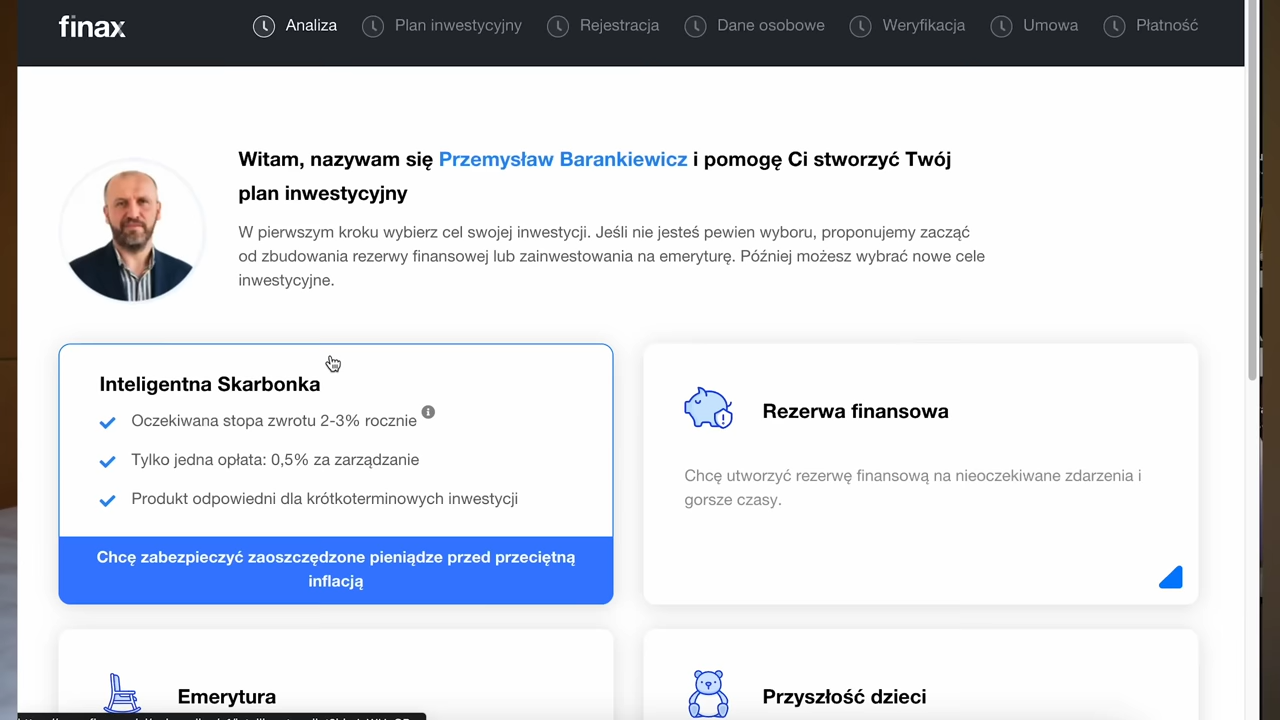 finax
Analiza
Plan inwestycyjny
Rejestracja
Dane osobowe
Weryfikacja
Umowa
Płatność
Witam, nazywam się Przemysław Barankiewicz i pomogę Ci stworzyć Twój
plan inwestycyjny
W pierwszym kroku wybierz cel swojej inwestycji. Jeśli nie jesteś pewien wyboru, proponujemy zacząć
od zbudowania rezerwy finansowej lub zainwestowania na emeryturę. Później możesz wybrać nowe cele
inwestycyjne.
Inteligentna Skarbonka
Oczekiwana stopa zwrotu 2-3% rocznie
Tylko jedna opłata: 0,5% za zarządzanie
Produkt odpowiedni dla krótkoterminowych inwestycji
Chcę zabezpieczyć zaoszczędzone pieniądze przed przeciętną
inflacją
Rezerwa finansowa
Chcę utworzyć rezerwę finansową na nieoczekiwane zdarzenia i
gorsze czasy.
Emerytura
Przyszłość dzieci